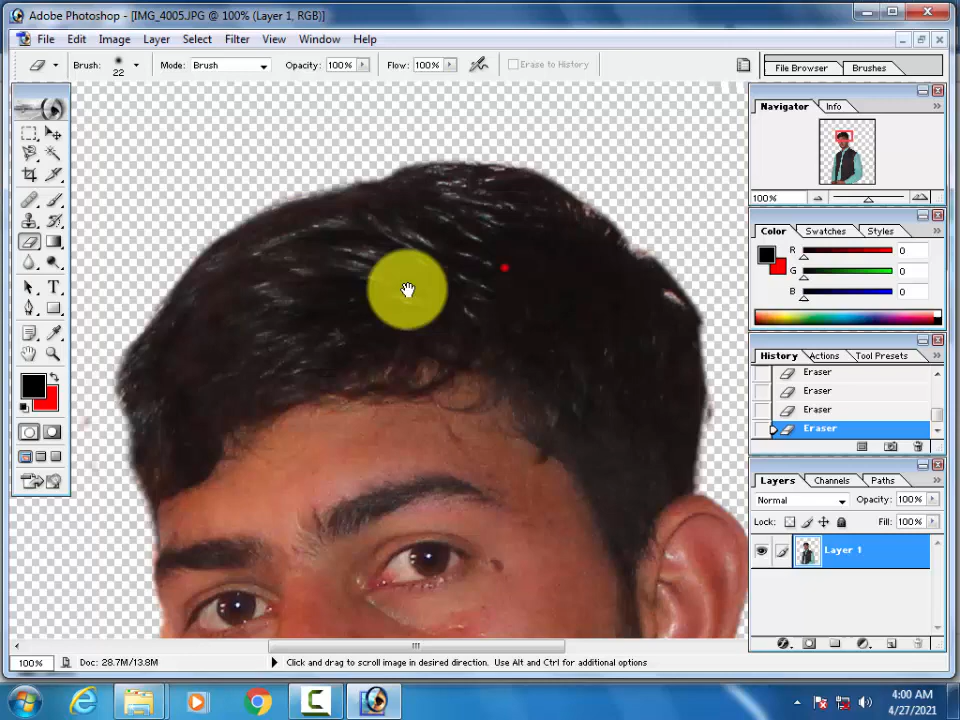 Adobe Photoshop - [IMG_4005.JPG @ 100% (Layer 1, RGB)]
File Edit Image Layer Select Filter View Window Help
Brush: 22 Mode: Brush Opacity: 100% Flow: 100% Erase to History File Browser Brushes
Navigator Info
100%
Color Swatches Styles
R 0
G 0
B 0
History Actions Tool Presets
Eraser
Eraser
Eraser
Eraser
Layers Channels Paths
Normal Opacity: 100%
Lock: Fill: 100%
Layer 1
100% Doc: 28.7M/13.8M Click and drag to scroll image in desired direction. Use Alt and Ctrl for additional options
4:00 AM
4/27/2021